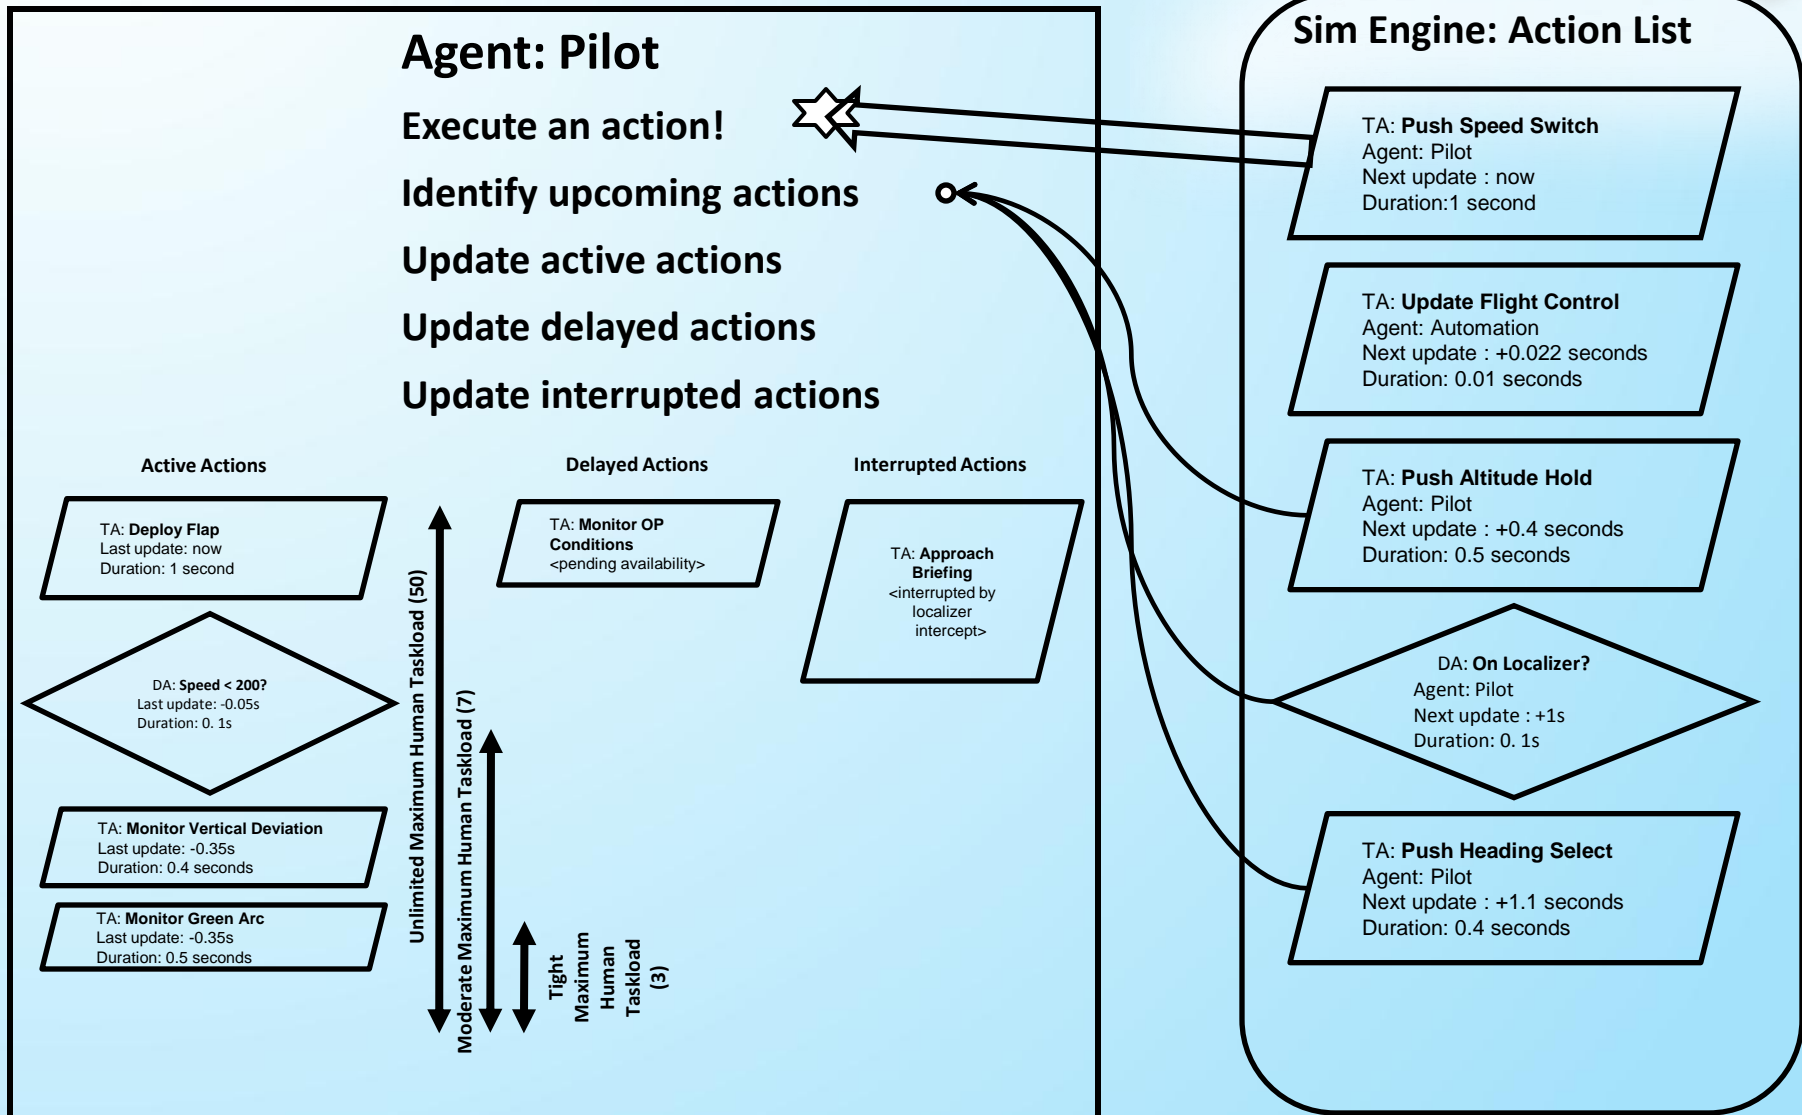 Agent: Pilot
Execute an action!
Identify upcoming actions
Update active actions
Update delayed actions
Update interrupted actions
Active Actions
TA: Deploy Flap
Last update: now
Duration: 1 second
DA: Speed < 200?
Last update: -0.05s
Duration: 0. 1s
TA: Monitor Vertical Deviation
Last update: -0.35s
Duration: 0.4 seconds
TA: Monitor Green Arc
Last update: -0.35s
Duration: 0.5 seconds
Unlimited Maximum Human Taskload (50)
Moderate Maximum Human Taskload (7)
Tight
Maximum
Human
Taskload
(3)
Delayed Actions
TA: Monitor OP
Conditions
<pending availability>
Interrupted Actions
TA: Approach
Briefing
<interrupted by
localizer
intercept>
Sim Engine: Action List
TA: Push Speed Switch
Agent: Pilot
Next update : now
Duration:1 second
TA: Update Flight Control
Agent: Automation
Next update : +0.022 seconds
Duration: 0.01 seconds
TA: Push Altitude Hold
Agent: Pilot
Next update : +0.4 seconds
Duration: 0.5 seconds
DA: On Localizer?
Agent: Pilot
Next update : +1s
Duration: 0. 1s
TA: Push Heading Select
Agent: Pilot
Next update : +1.1 seconds
Duration: 0.4 seconds